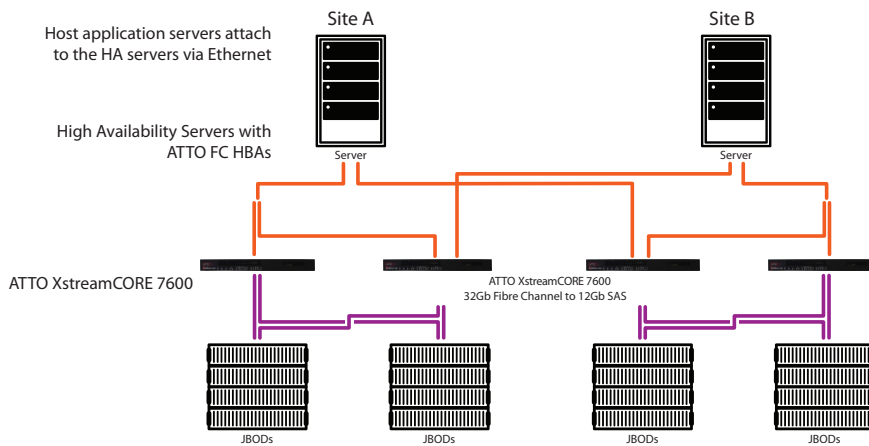 Site A
Site B
Host application servers attach
to the HA servers via Ethernet
High Availability Servers with
ATTO FC HBAs
Server
Server
ATTO XstreamCORE 7600
ATTO XstreamCORE 7600
32Gb Fibre Channel to 12Gb SAS
JBODs
JBODs
JBODs
JBODs